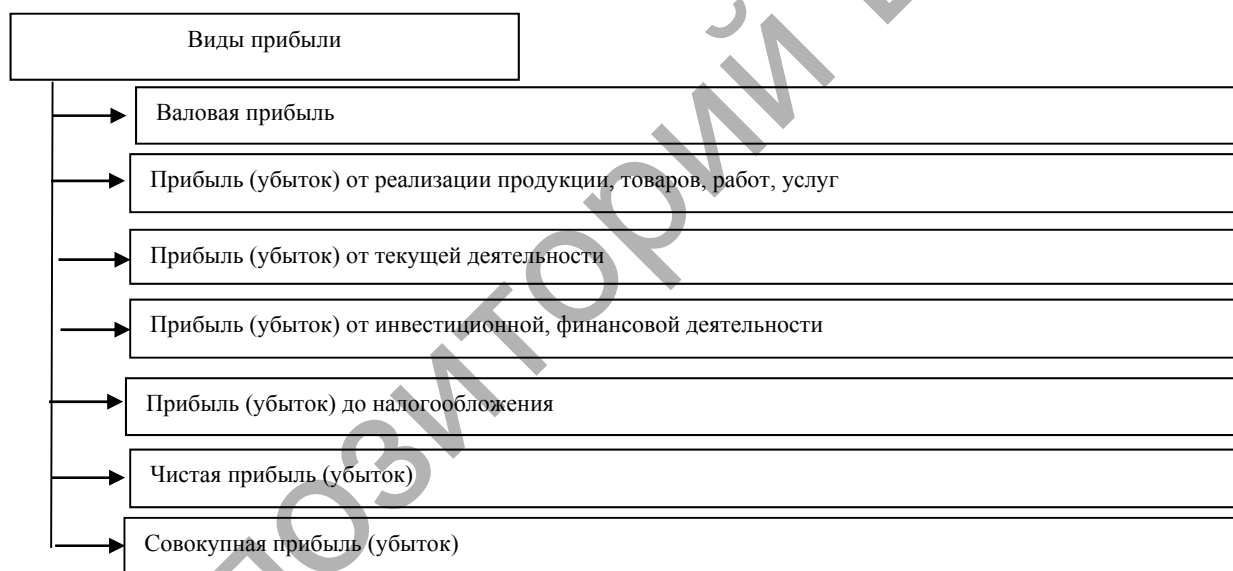 Виды прибыли
Валовая прибыль
Прибыль (убыток) от реализации продукции, товаров, работ, услуг
Прибыль (убыток) от текущей деятельности
Прибыль (убыток) от инвестиционной, финансовой деятельности
Прибыль (убыток) до налогообложения
Чистая прибыль (убыток)
Совокупная прибыль (убыток)